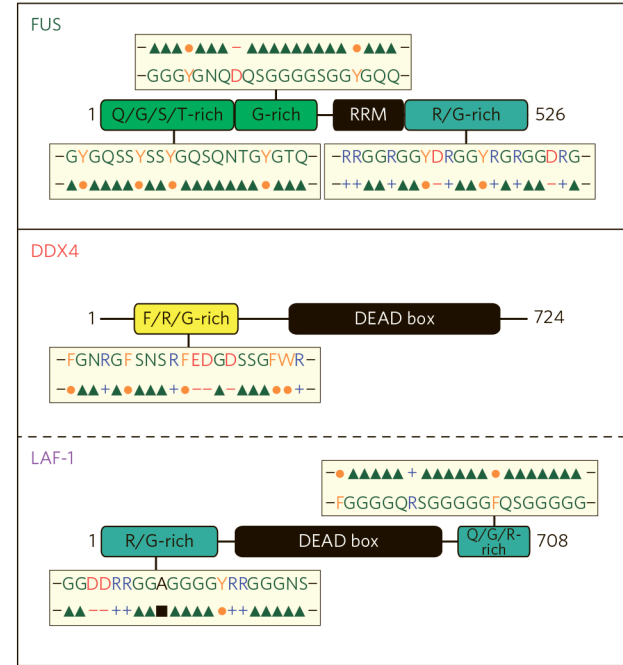 FUS
– ▲▲▲●▲▲▲ – ▲▲▲▲▲▲▲▲▲●▲▲▲ –
–GGGYGNQDQSGGGGSGGYGQQ–
1 Q/G/S/T-rich G-rich RRM R/G-rich 526
–GYGQSSYSSYGQSQNTGYGTQ– –RRGGRGGYDRGGYRGRGGDRG–
–▲●▲▲▲▲●▲▲●▲▲▲▲▲▲▲●▲▲▲– –++▲▲+▲▲●–+▲▲●+▲+▲▲–+▲–
DDX4
1 F/R/G-rich DEAD box 724
–FGNRGFSNSRFEDGDSSGFWR–
–●▲▲+▲●▲▲▲+●––▲–▲▲▲●●+–
LAF-1
–●▲▲▲▲▲+▲▲▲▲▲▲●▲▲▲▲▲▲▲–
–FGGGGQRSGGGGGFQSGGGGG–
1 R/G-rich DEAD box Q/G/R-rich 708
–GGDDRRGGAGGGGYRRGGGNS–
–▲▲––++▲▲■▲▲▲▲●++▲▲▲▲▲–